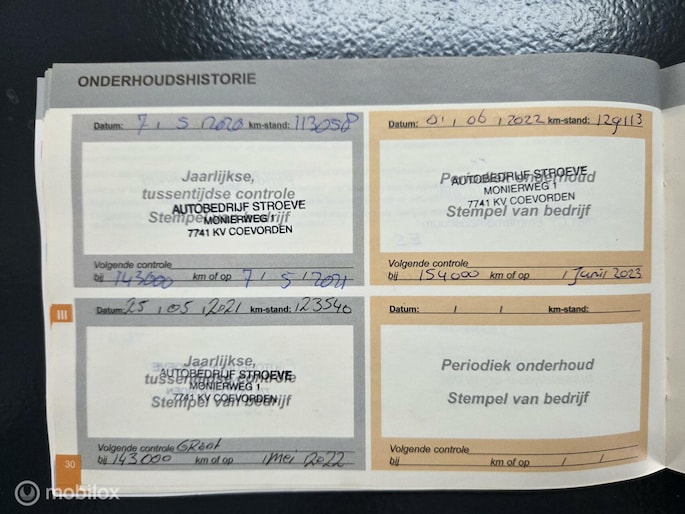 ONDERHOUDSHISTORIE
Datum: 7 / 5 / 2020 km-stand: 113058
Jaarlijkse,
tussentijdse controle
Stempel van bedrijf
AUTOBEDRIJF STROEVE
MONIERWEG 1
7741 KV COEVORDEN
Volgende controle
bij 143000 km of op 7 / 5 / 2021
Datum: 01 / 06 / 2022 km-stand: 129113
Periodiek onderhoud
Stempel van bedrijf
AUTOBEDRIJF STROEVE
MONIERWEG 1
7741 KV COEVORDEN
Volgende controle
bij 154000 km of op / Juni 2023
III
Datum: 25 / 05 / 2021 km-stand: 123540
Jaarlijkse,
tussentijdse controle
Stempel van bedrijf
AUTOBEDRIJF STROEVE
MONIERWEG 1
7741 KV COEVORDEN
Volgende controle Groot
bij 143.000 km of op / mei / 2022
Datum: / / km-stand:
Periodiek onderhoud
Stempel van bedrijf
Volgende controle
bij km of op / /
30
mobilox